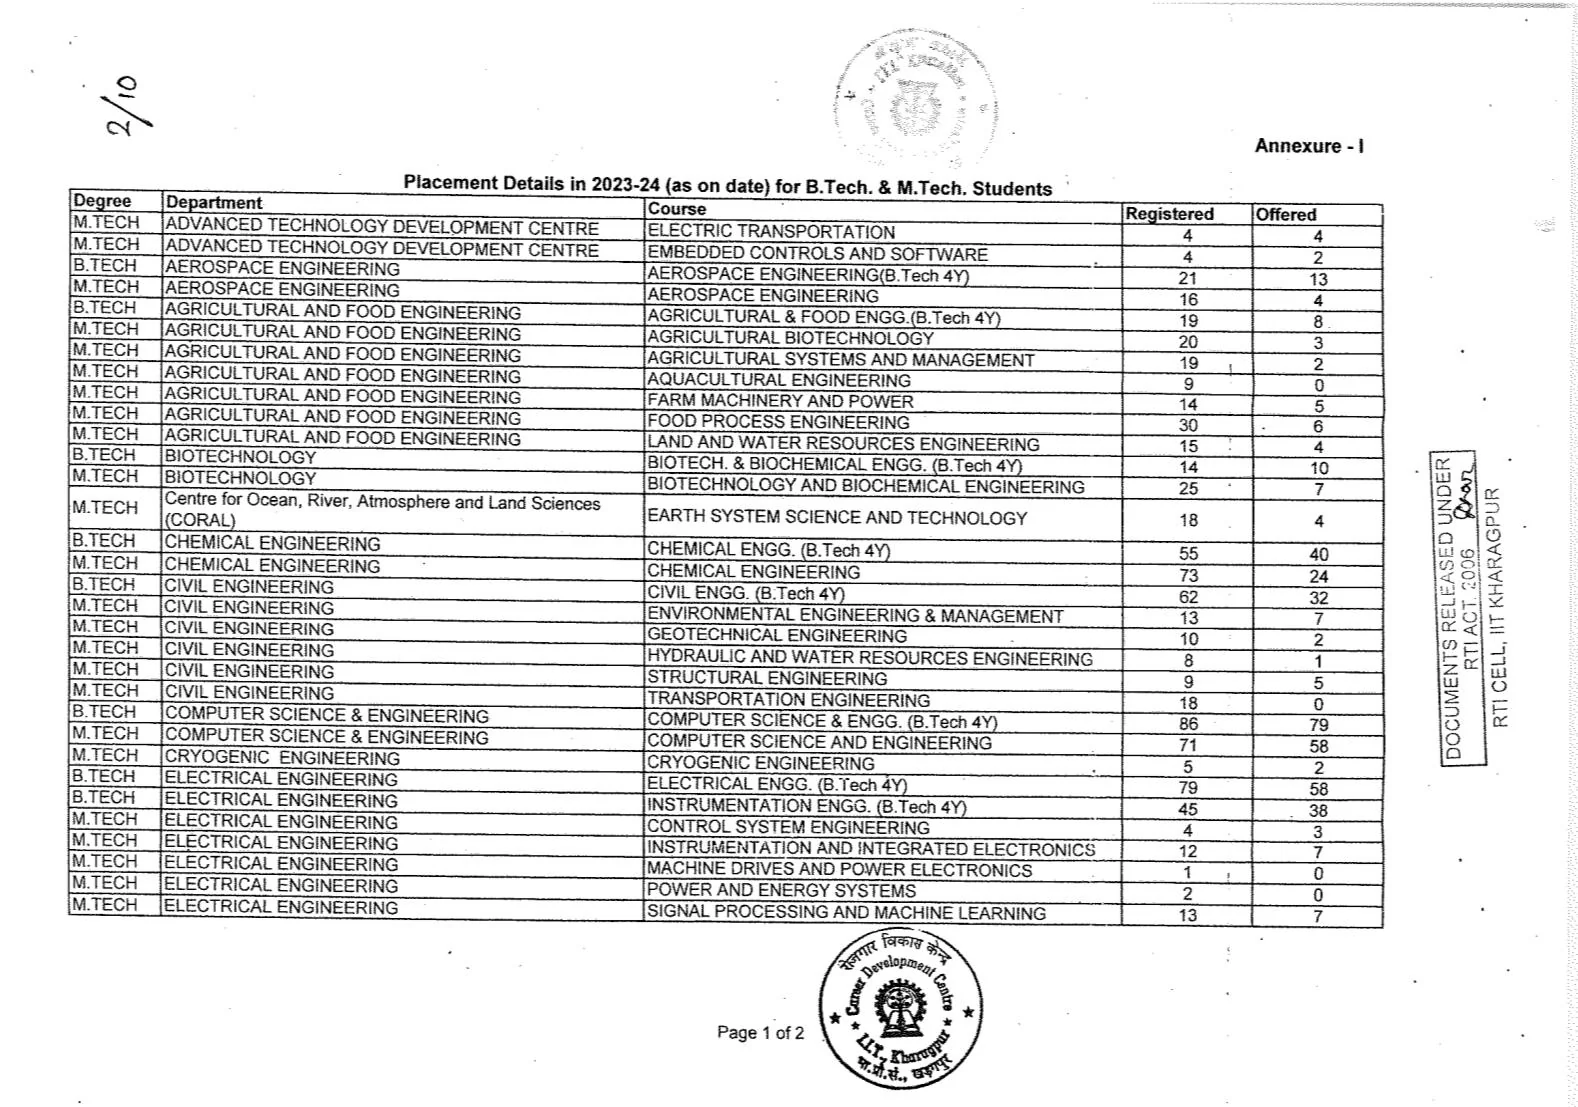 2/10
Annexure - I
Placement Details in 2023-24 (as on date) for B.Tech. & M.Tech. Students
Degree Department Course Registered Offered
M.TECH ADVANCED TECHNOLOGY DEVELOPMENT CENTRE ELECTRIC TRANSPORTATION 4 4
M.TECH ADVANCED TECHNOLOGY DEVELOPMENT CENTRE EMBEDDED CONTROLS AND SOFTWARE 4 2
B.TECH AEROSPACE ENGINEERING AEROSPACE ENGINEERING(B.Tech 4Y) 21 13
M.TECH AEROSPACE ENGINEERING AEROSPACE ENGINEERING 16 4
B.TECH AGRICULTURAL AND FOOD ENGINEERING AGRICULTURAL & FOOD ENGG.(B.Tech 4Y) 19 8
M.TECH AGRICULTURAL AND FOOD ENGINEERING AGRICULTURAL BIOTECHNOLOGY 20 3
M.TECH AGRICULTURAL AND FOOD ENGINEERING AGRICULTURAL SYSTEMS AND MANAGEMENT 19 2
M.TECH AGRICULTURAL AND FOOD ENGINEERING AQUACULTURAL ENGINEERING 9 0
M.TECH AGRICULTURAL AND FOOD ENGINEERING FARM MACHINERY AND POWER 14 5
M.TECH AGRICULTURAL AND FOOD ENGINEERING FOOD PROCESS ENGINEERING 30 6
M.TECH AGRICULTURAL AND FOOD ENGINEERING LAND AND WATER RESOURCES ENGINEERING 15 4
B.TECH BIOTECHNOLOGY BIOTECH. & BIOCHEMICAL ENGG. (B.Tech 4Y) 14 10
M.TECH BIOTECHNOLOGY BIOTECHNOLOGY AND BIOCHEMICAL ENGINEERING 25 7
M.TECH Centre for Ocean, River, Atmosphere and Land Sciences
(CORAL) EARTH SYSTEM SCIENCE AND TECHNOLOGY 18 4
B.TECH CHEMICAL ENGINEERING CHEMICAL ENGG. (B.Tech 4Y) 55 40
M.TECH CHEMICAL ENGINEERING CHEMICAL ENGINEERING 73 24
B.TECH CIVIL ENGINEERING CIVIL ENGG. (B.Tech 4Y) 62 32
M.TECH CIVIL ENGINEERING ENVIRONMENTAL ENGINEERING & MANAGEMENT 13 7
M.TECH CIVIL ENGINEERING GEOTECHNICAL ENGINEERING 10 2
M.TECH CIVIL ENGINEERING HYDRAULIC AND WATER RESOURCES ENGINEERING 8 1
M.TECH CIVIL ENGINEERING STRUCTURAL ENGINEERING 9 5
M.TECH CIVIL ENGINEERING TRANSPORTATION ENGINEERING 18 0
B.TECH COMPUTER SCIENCE & ENGINEERING COMPUTER SCIENCE & ENGG. (B.Tech 4Y) 86 79
M.TECH COMPUTER SCIENCE & ENGINEERING COMPUTER SCIENCE AND ENGINEERING 71 58
M.TECH CRYOGENIC ENGINEERING CRYOGENIC ENGINEERING 5 2
B.TECH ELECTRICAL ENGINEERING ELECTRICAL ENGG. (B.Tech 4Y) 79 58
B.TECH ELECTRICAL ENGINEERING INSTRUMENTATION ENGG. (B.Tech 4Y) 45 38
M.TECH ELECTRICAL ENGINEERING CONTROL SYSTEM ENGINEERING 4 3
M.TECH ELECTRICAL ENGINEERING INSTRUMENTATION AND INTEGRATED ELECTRONICS 12 7
M.TECH ELECTRICAL ENGINEERING MACHINE DRIVES AND POWER ELECTRONICS 1 0
M.TECH ELECTRICAL ENGINEERING POWER AND ENERGY SYSTEMS 2 0
M.TECH ELECTRICAL ENGINEERING SIGNAL PROCESSING AND MACHINE LEARNING 13 7
DOCUMENTS RELEASED UNDER
RTI ACT. 2006
RTI CELL, IIT KHARAGPUR
रोजगार विकास केन्द्र
Career Development Centre
I.I.T, Kharagpur
भा.प्रौ.सं., खड़गपुर
Page 1 of 2